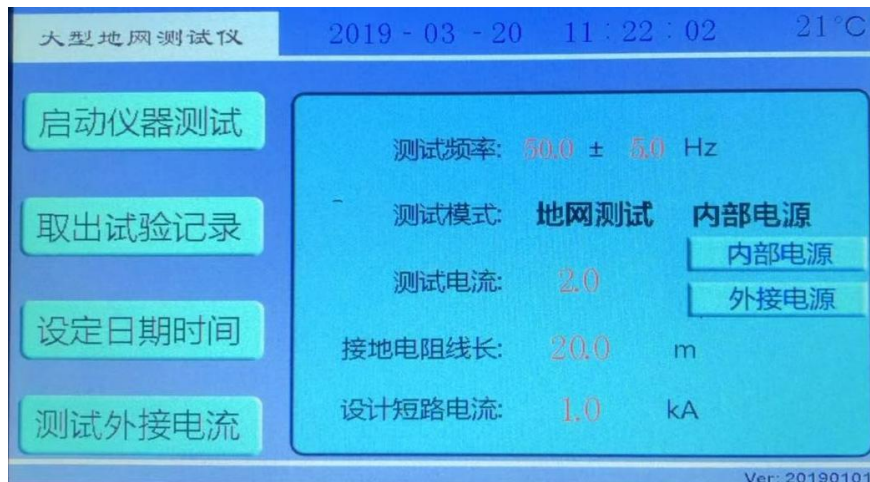 大型地网测试仪 2019 - 03 - 20 11 : 22 : 02 21°C
启动仪器测试
取出试验记录
设定日期时间
测试外接电流
测试频率: 50.0 ± 5.0 Hz
测试模式: 地网测试 内部电源
内部电源
外接电源
测试电流: 2.0
接地电阻线长: 20.0 m
设计短路电流: 1.0 kA
Ver: 20190101